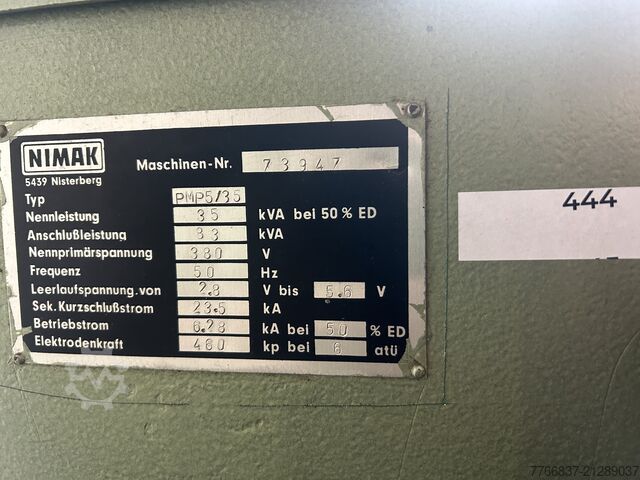 NIMAK
5439 Nisterberg
Maschinen-Nr. 73947
Typ PMP5/35
Nennleistung 35 kVA bei 50 % ED
Anschlußleistung 33 kVA
Nennprimärspannung 380 V
Frequenz 50 Hz
Leerlaufspannung.von 2.8 V bis 5.6 V
Sek. Kurzschlußstrom 23.5 kA
Betriebstrom 6.28 kA bei 50 % ED
Elektrodenkraft 460 kp bei 6 atü
444
7766837-21289037